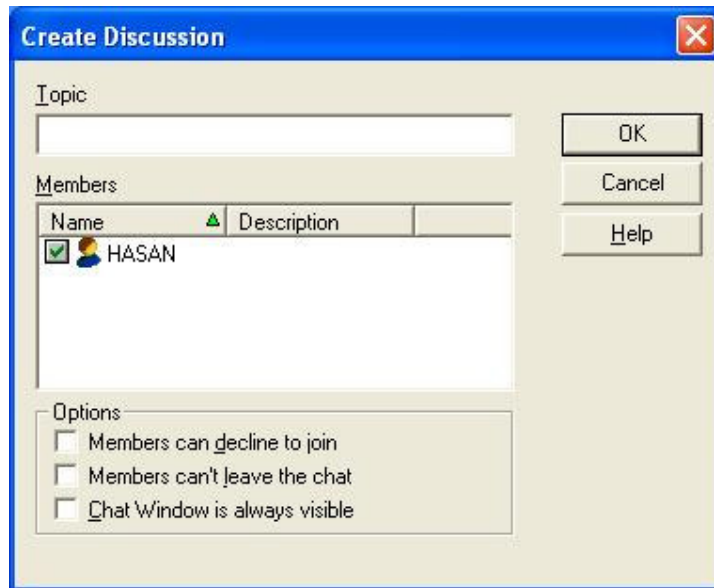 Create Discussion
Topic
OK
Members
Cancel
Name Description
Help
HASAN
Options
Members can decline to join
Members can't leave the chat
Chat Window is always visible